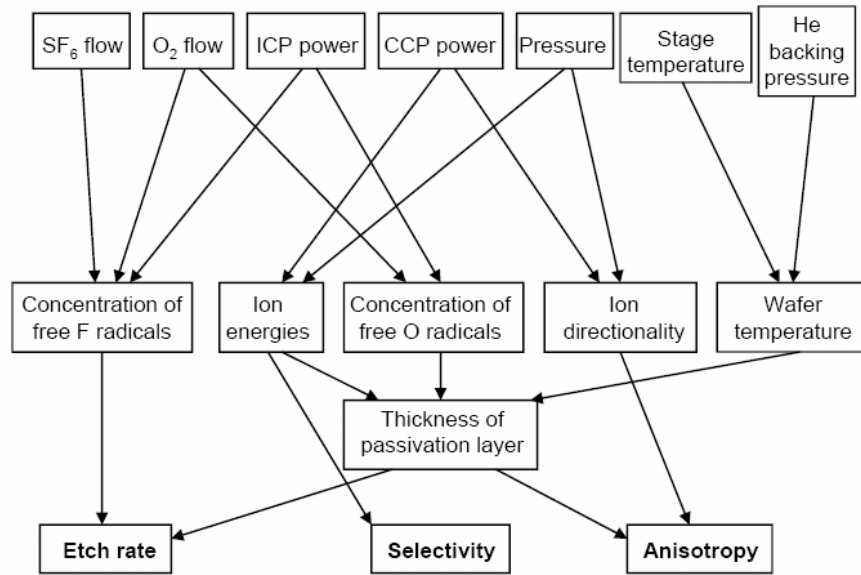 SF₆ flow
O₂ flow
ICP power
CCP power
Pressure
Stage
temperature
He
backing
pressure
Concentration of
free F radicals
Ion
energies
Concentration of
free O radicals
Ion
directionality
Wafer
temperature
Thickness of
passivation layer
Etch rate
Selectivity
Anisotropy